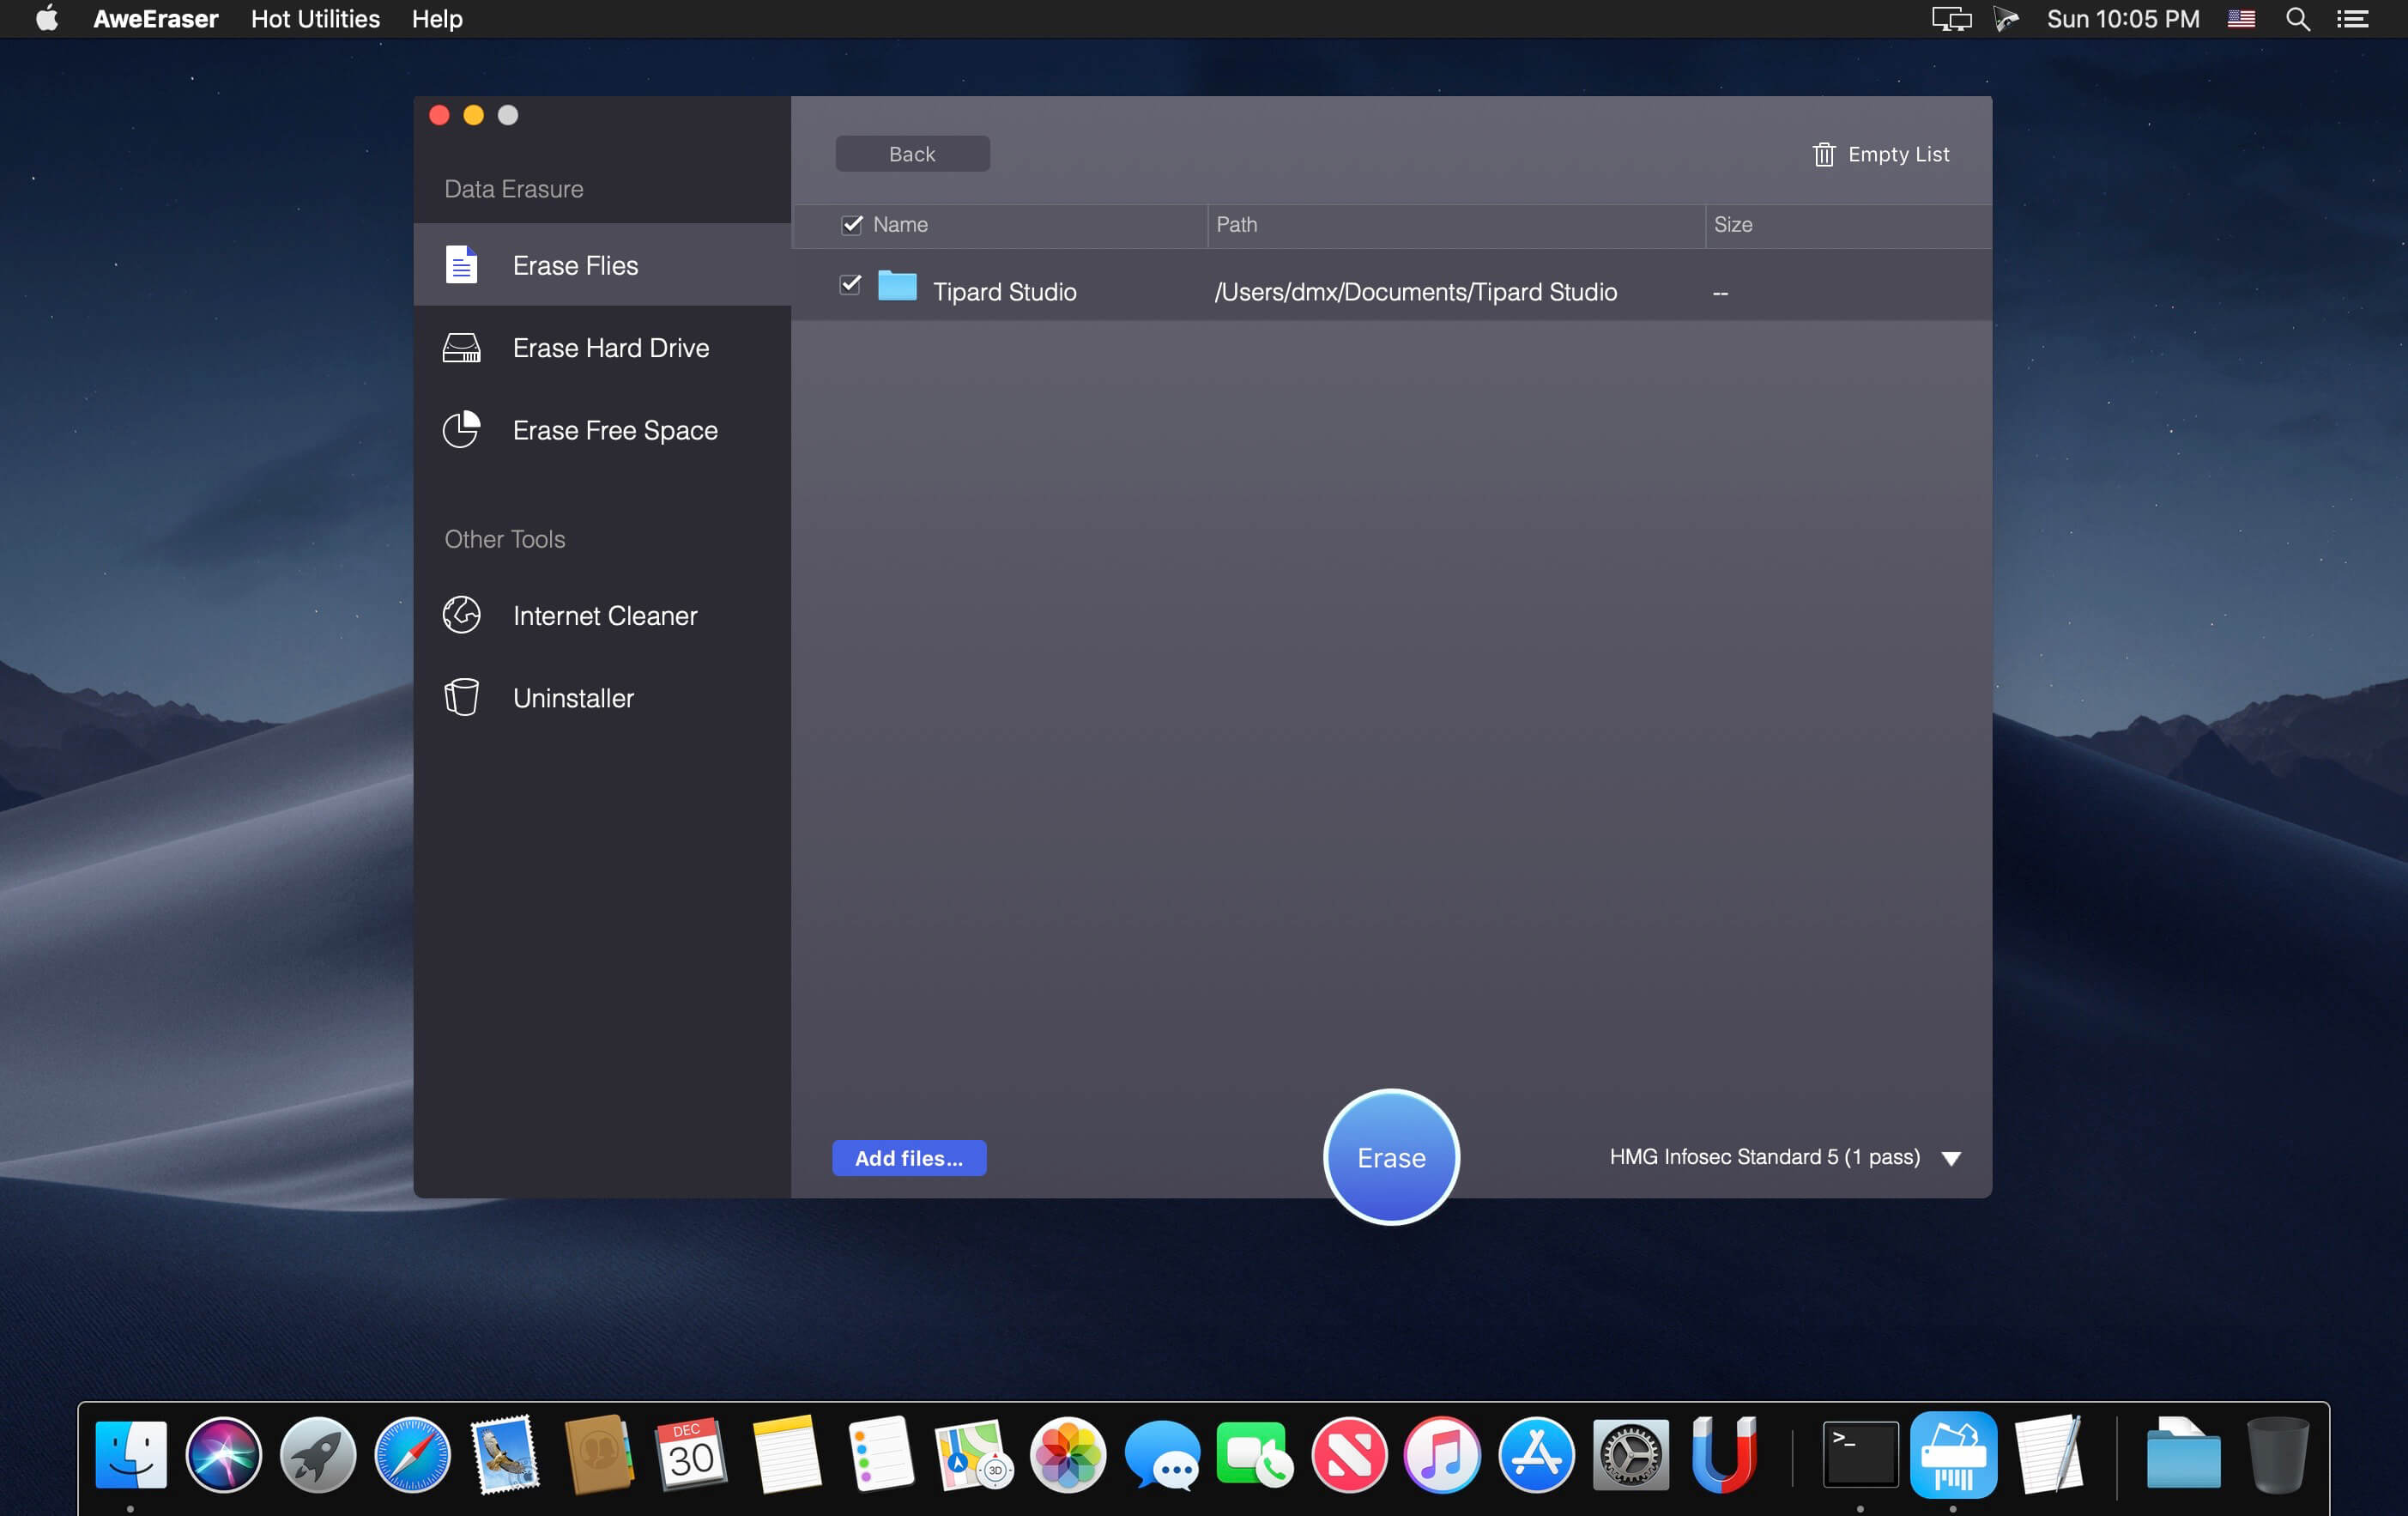 AweEraser Hot Utilities Help Sun 10:05 PM
Back Empty List
Data Erasure
Name Path Size
Erase Flies
Tipard Studio /Users/dmx/Documents/Tipard Studio --
Erase Hard Drive
Erase Free Space
Other Tools
Internet Cleaner
Uninstaller
Add files... Erase HMG Infosec Standard 5 (1 pass)
DEC
30
3D
>_